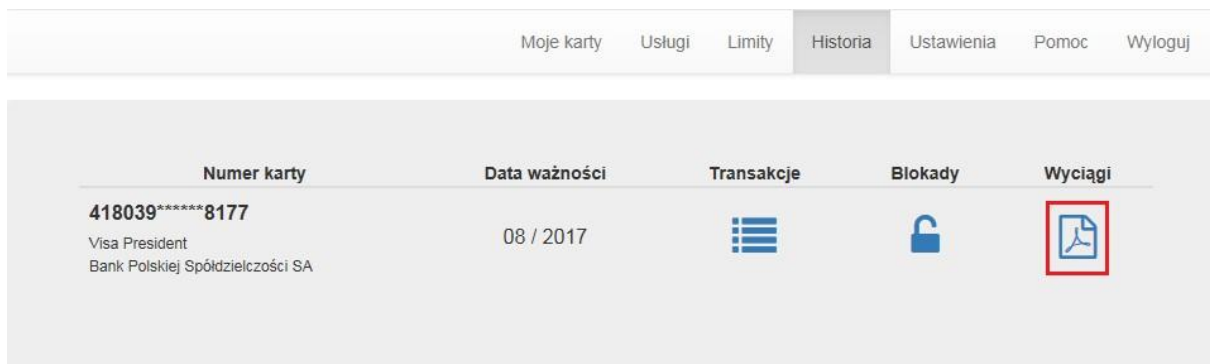 Moje karty Usługi Limity Historia Ustawienia Pomoc Wyloguj
Numer karty Data ważności Transakcje Blokady Wyciągi
418039******8177
Visa President
Bank Polskiej Spółdzielczości SA
08 / 2017